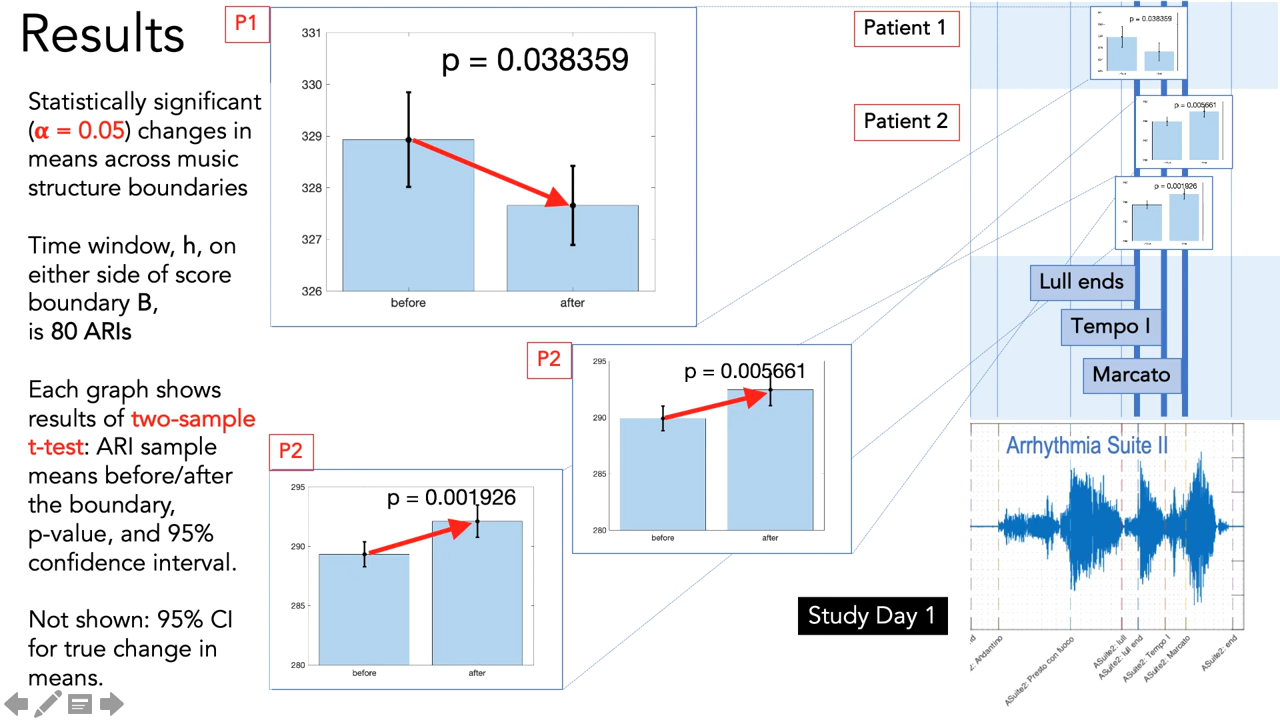 Results
Statistically significant
(α = 0.05) changes in
means across music
structure boundaries
Time window, h, on
either side of score
boundary B,
is 80 ARIs
Each graph shows
results of two-sample
t-test: ARI sample
means before/after
the boundary,
p-value, and 95%
confidence interval.
Not shown: 95% CI
for true change in
means.
P1
p = 0.038359
331
330
329
328
327
326
before
after
P2
p = 0.005661
295
290
285
280
before
after
P2
p = 0.001926
295
290
285
280
before
after
Patient 1
p = 0.038359
Patient 2
p = 0.005661
p = 0.001926
Lull ends
Tempo I
Marcato
Arrhythmia Suite II
Study Day 1
Andantino
ASuite2: Presto con fuoco
ASuite2: lull
ASuite2: lull end
ASuite2: Tempo I
ASuite2: Marcato
ASuite2: end